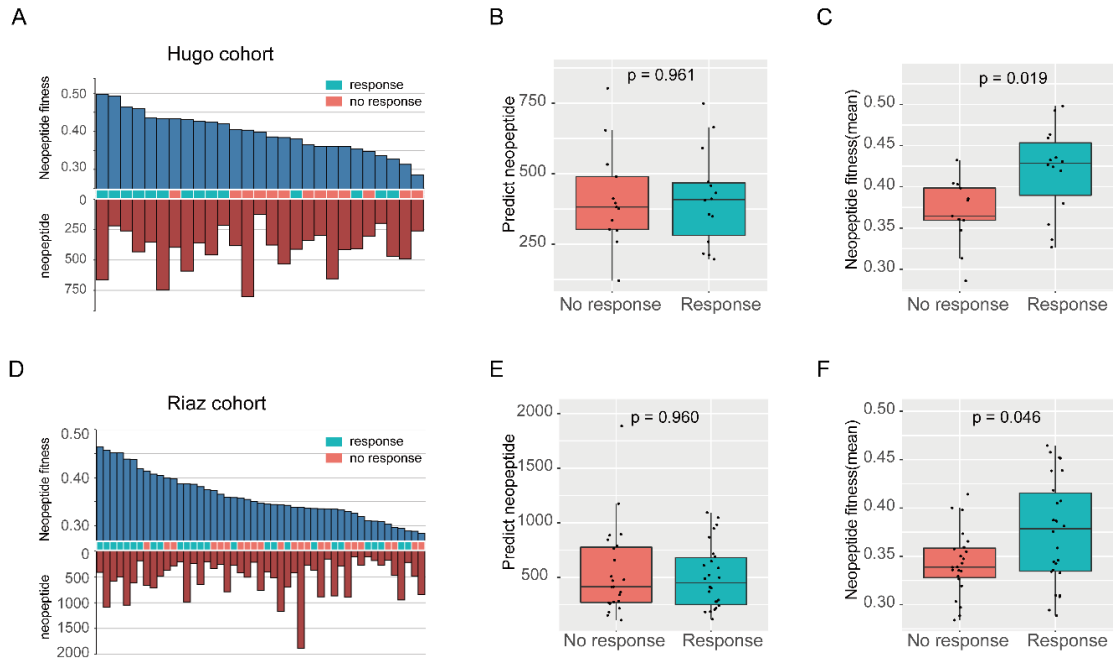 A
Hugo cohort
response
no response
Neopeptide fitness
0.50
0.40
0.30
0
250
500
750
neopeptide
B
p = 0.961
Predict neopeptide
750
500
250
No response
Response
C
p = 0.019
Neopeptide fitness(mean)
0.50
0.45
0.40
0.35
0.30
No response
Response
D
Riaz cohort
response
no response
Neopeptide fitness
0.50
0.40
0.30
0
500
1000
1500
2000
neopeptide
E
p = 0.960
Predict neopeptide
2000
1500
1000
500
No response
Response
F
p = 0.046
Neopeptide fitness(mean)
0.50
0.45
0.40
0.35
0.30
No response
Response